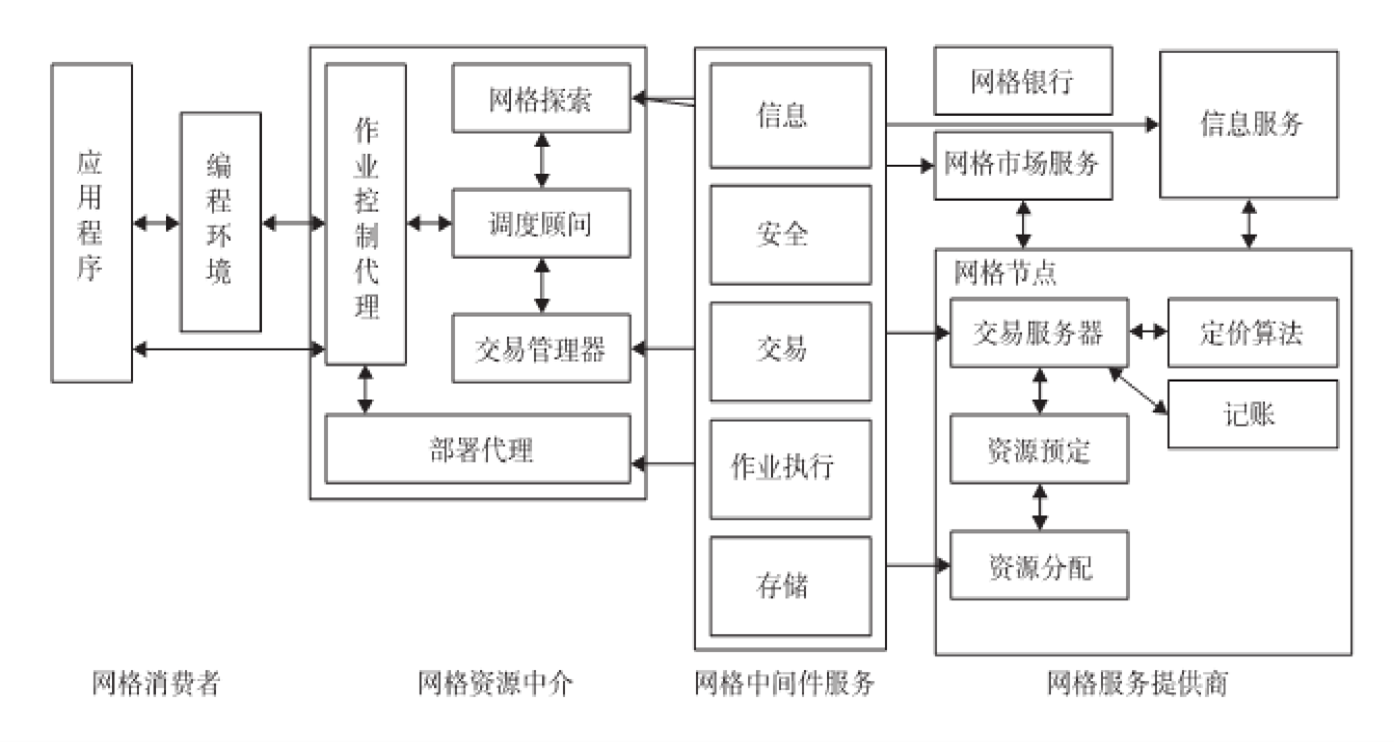 应用程序
编程环境
作业控制代理
网格探索
调度顾问
交易管理器
部署代理
信息
安全
交易
作业执行
存储
网格银行
网格市场服务
信息服务
网格节点
交易服务器
定价算法
记账
资源预定
资源分配
网格消费者
网格资源中介
网格中间件服务
网格服务提供商